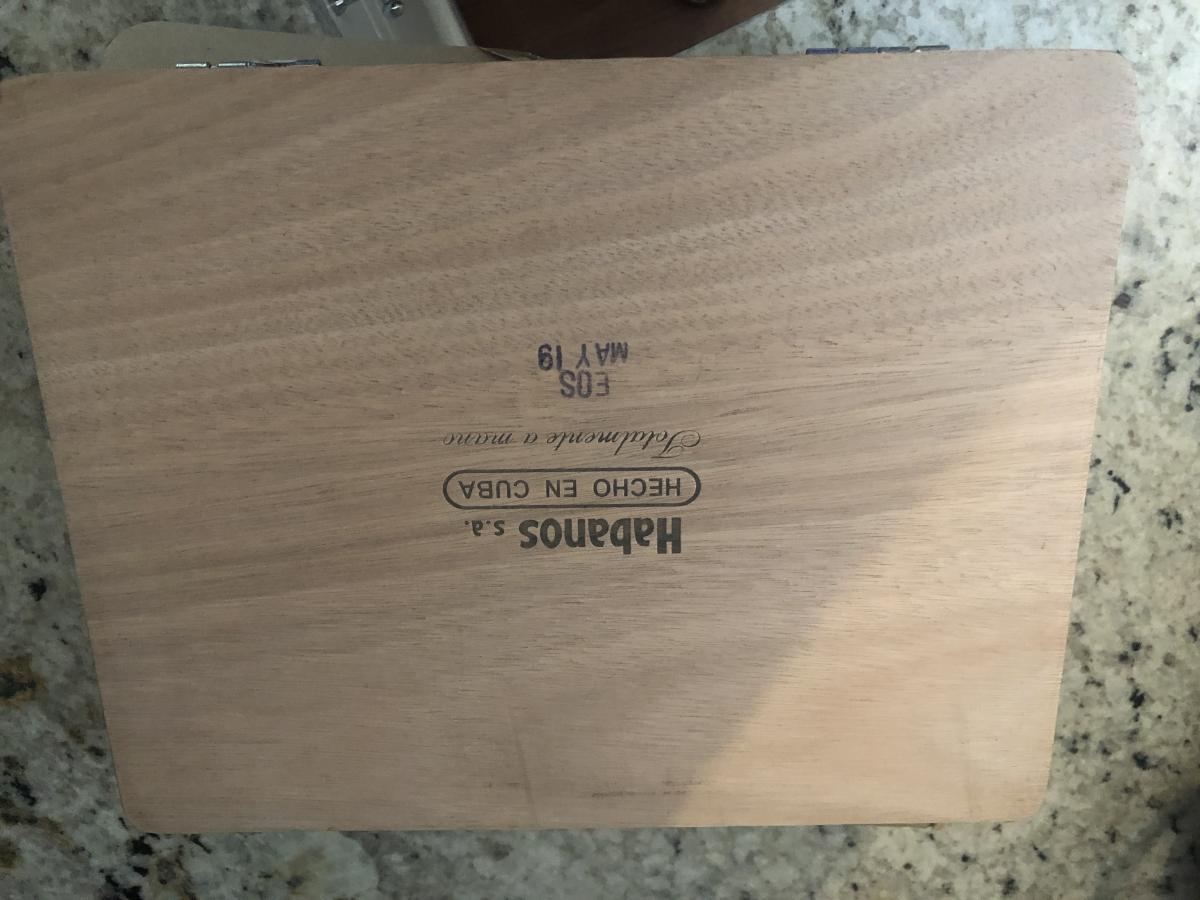 Habanos s.a.
HECHO EN CUBA
Totalmente a mano
EOS
MAY 19